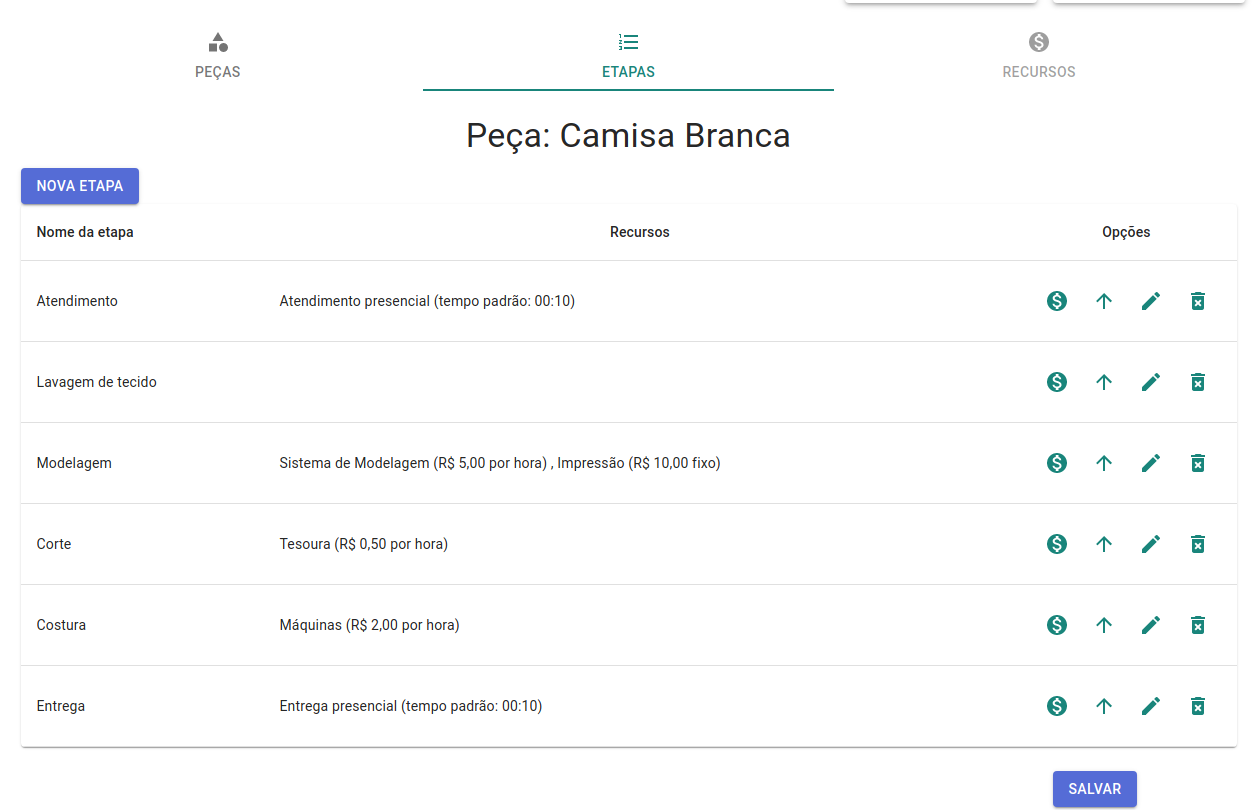 PEÇAS ETAPAS RECURSOS
Peça: Camisa Branca
NOVA ETAPA
Nome da etapa Recursos Opções
Atendimento Atendimento presencial (tempo padrão: 00:10)
Lavagem de tecido
Modelagem Sistema de Modelagem (R$ 5,00 por hora) , Impressão (R$ 10,00 fixo)
Corte Tesoura (R$ 0,50 por hora)
Costura Máquinas (R$ 2,00 por hora)
Entrega Entrega presencial (tempo padrão: 00:10)
SALVAR